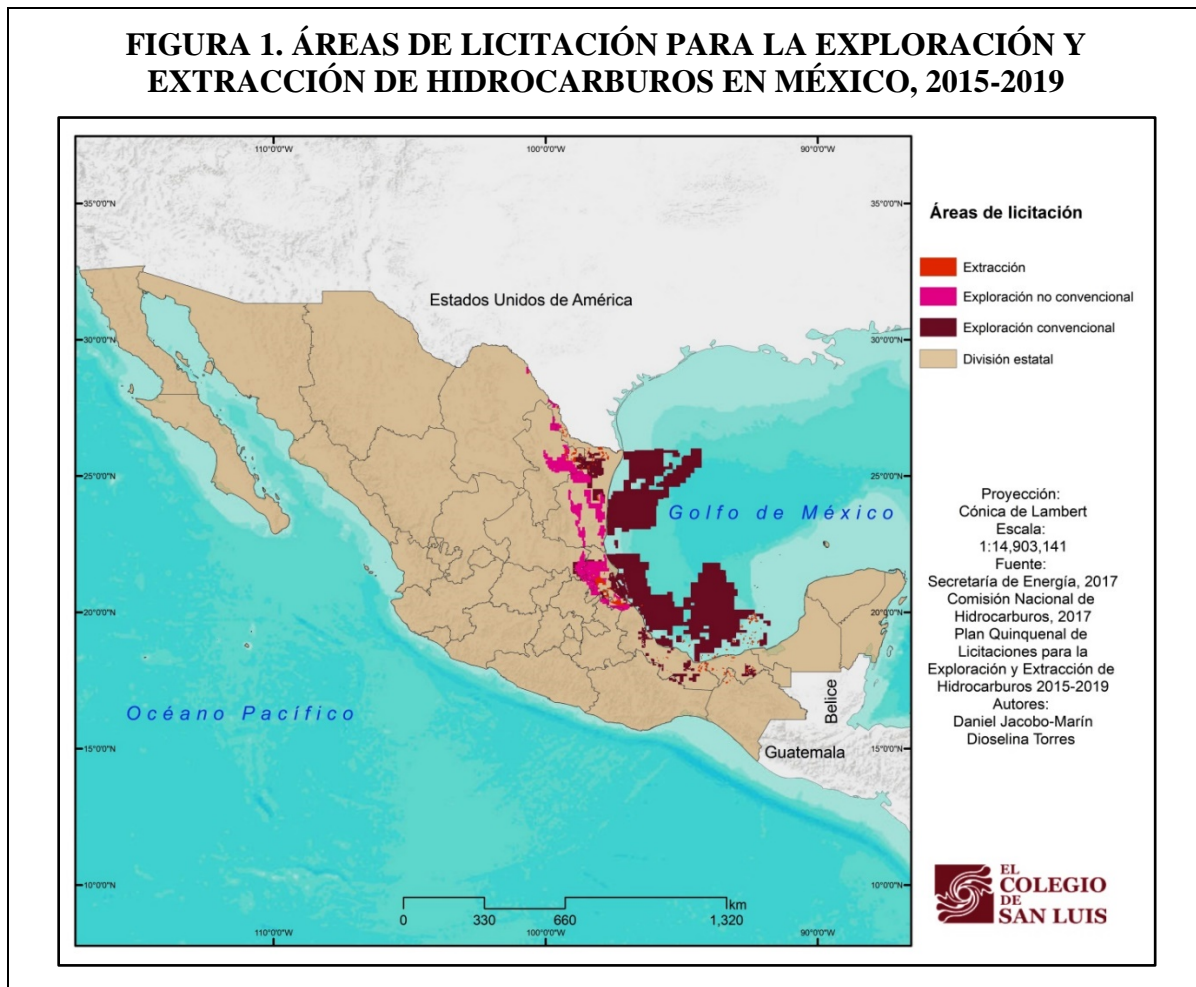 FIGURA 1. ÁREAS DE LICITACIÓN PARA LA EXPLORACIÓN Y
EXTRACCIÓN DE HIDROCARBUROS EN MÉXICO, 2015-2019
110°0'0"W
100°0'0"W
90°0'0"W
35°0'0"N
35°0'0"N
Áreas de licitación
Extracción
Exploración no convencional
Exploración convencional
División estatal
Estados Unidos de América
30°0'0"N
30°0'0"N
25°0'0"N
25°0'0"N
Golfo de México
20°0'0"N
20°0'0"N
Océano Pacífico
Belice
Guatemala
15°0'0"N
15°0'0"N
Proyección:
Cónica de Lambert
Escala:
1:14,903,141
Fuente:
Secretaría de Energía, 2017
Comisión Nacional de
Hidrocarburos, 2017
Plan Quinquenal de
Licitaciones para la
Exploración y Extracción de
Hidrocarburos 2015-2019
Autores:
Daniel Jacobo-Marín
Dioselina Torres
10°0'0"N
10°0'0"N
km
0 330 660 1,320
110°0'0"W
100°0'0"W
90°0'0"W
EL
COLEGIO
DE
SAN LUIS